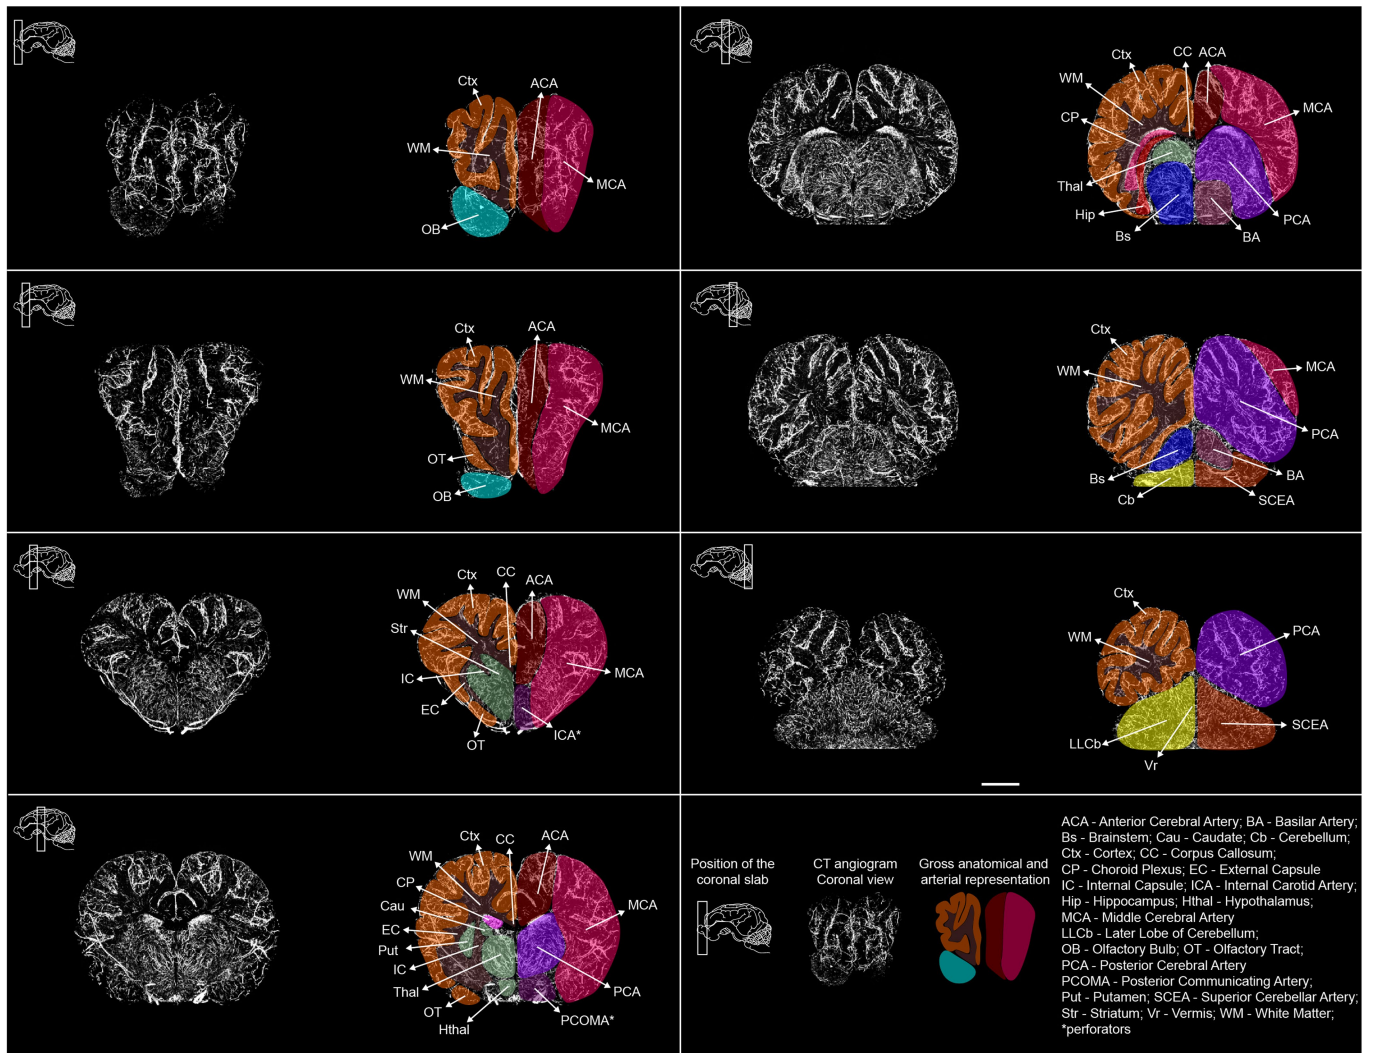 Ctx
ACA
WM
MCA
OB
Ctx
ACA
WM
MCA
OT
OB
Ctx
CC
ACA
WM
Str
IC
MCA
EC
OT
ICA*
Ctx
CC
ACA
WM
CP
Cau
MCA
EC
Put
IC
Thal
PCA
OT
PCOMA*
Hthal
CC
ACA
Ctx
WM
MCA
CP
Thal
Hip
PCA
Bs
BA
Ctx
WM
MCA
PCA
Bs
BA
Cb
SCEA
Ctx
WM
PCA
SCEA
LLCb
Vr
Position of the
coronal slab
CT angiogram
Coronal view
Gross anatomical and
arterial representation
ACA - Anterior Cerebral Artery; BA - Basilar Artery;
Bs - Brainstem; Cau - Caudate; Cb - Cerebellum;
Ctx - Cortex; CC - Corpus Callosum;
CP - Choroid Plexus; EC - External Capsule
IC - Internal Capsule; ICA - Internal Carotid Artery;
Hip - Hippocampus; Hthal - Hypothalamus;
MCA - Middle Cerebral Artery
LLCb - Later Lobe of Cerebellum;
OB - Olfactory Bulb; OT - Olfactory Tract;
PCA - Posterior Cerebral Artery
PCOMA - Posterior Communicating Artery;
Put - Putamen; SCEA - Superior Cerebellar Artery;
Str - Striatum; Vr - Vermis; WM - White Matter;
*perforators